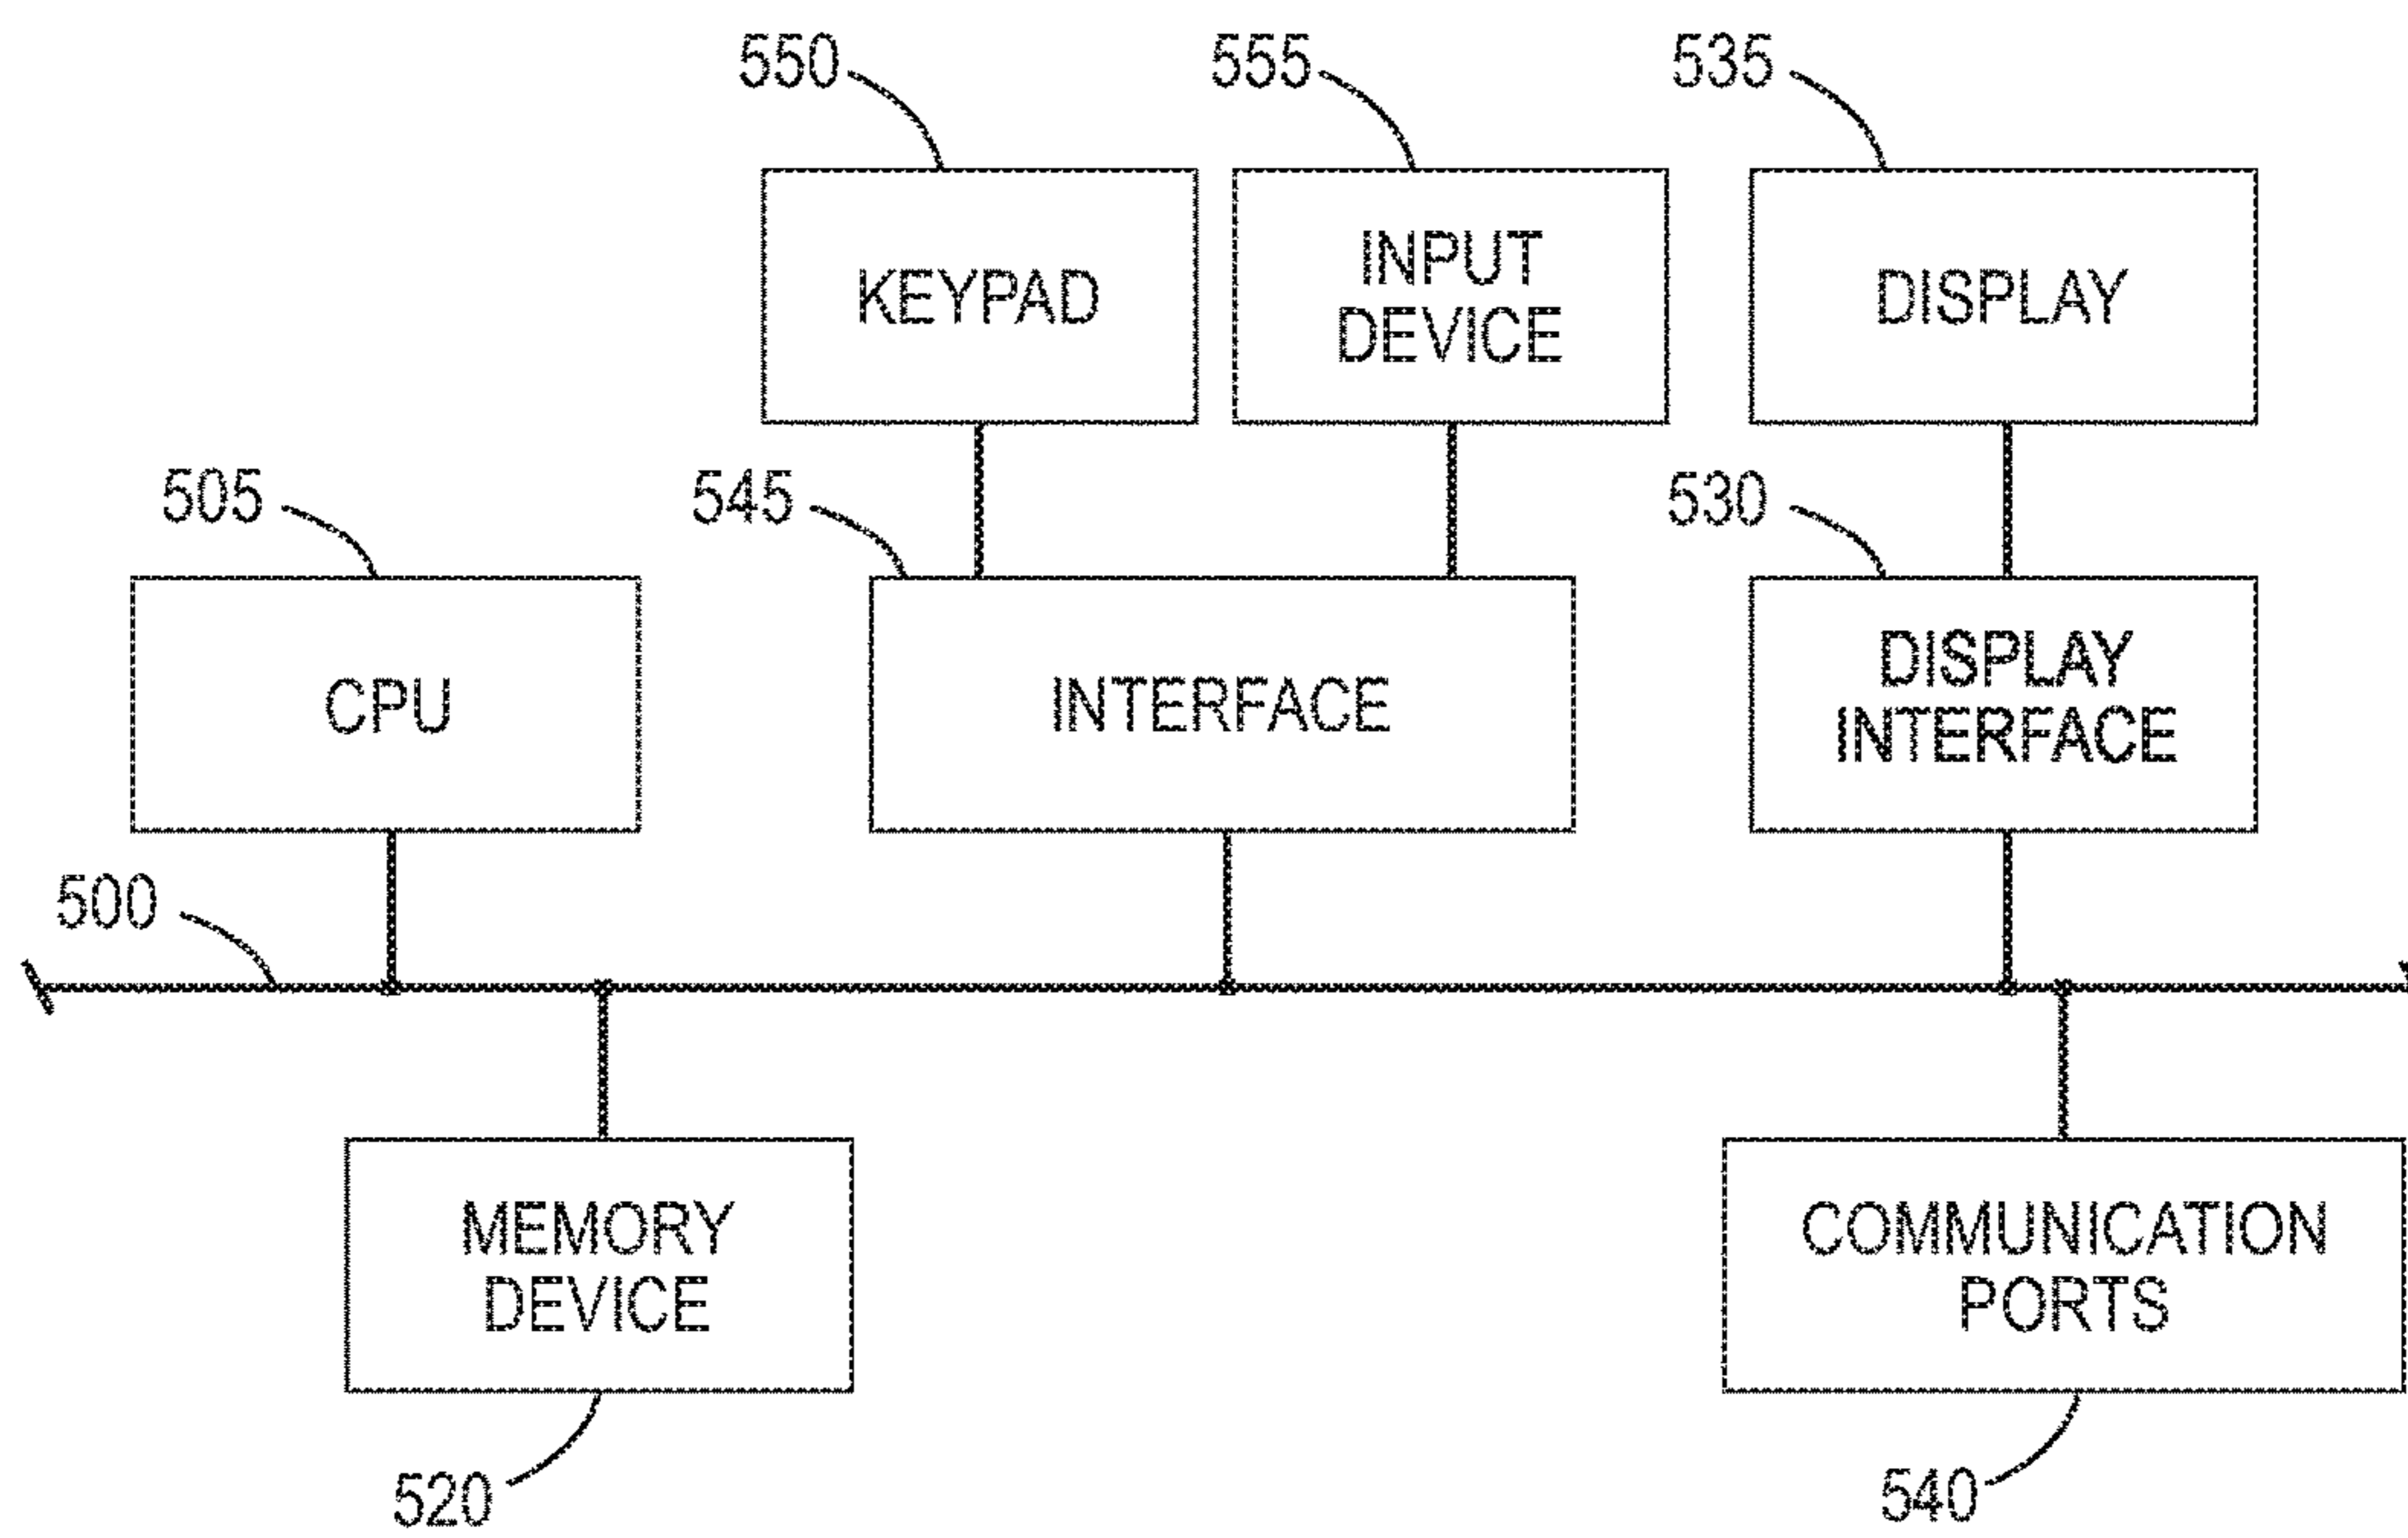 550
555
535
KEYPAD
INPUT
DEVICE
DISPLAY
505
545
530
CPU
INTERFACE
DISPLAY
INTERFACE
500
MEMORY
DEVICE
COMMUNICATION
PORTS
520
540